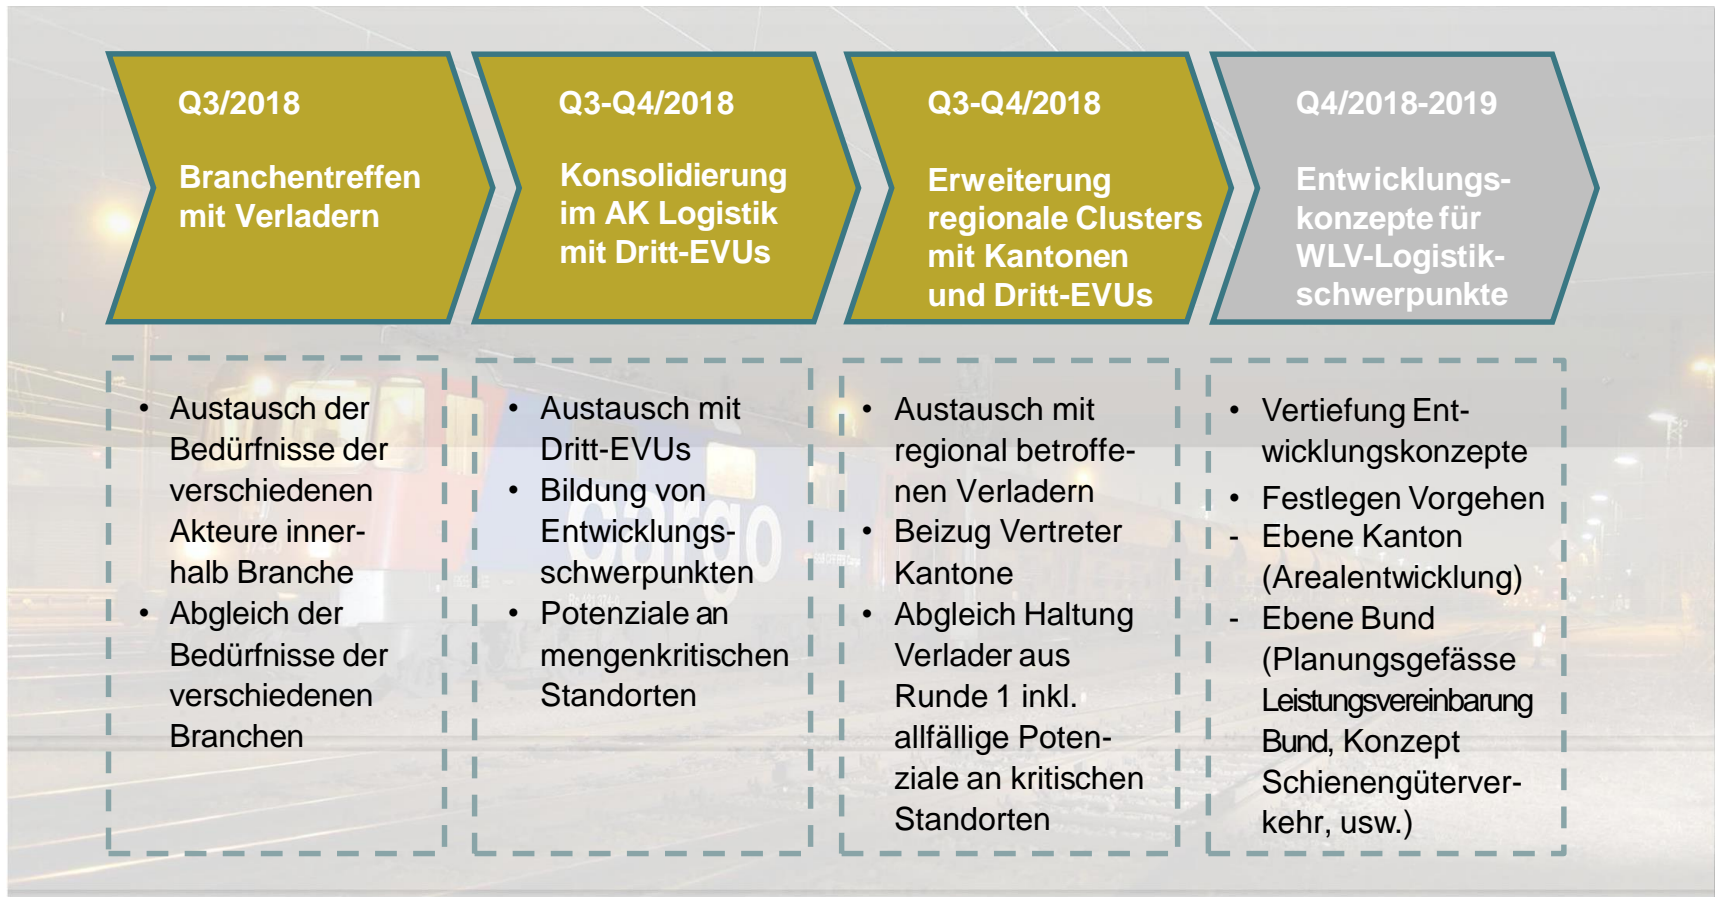 Q3/2018
Branchentreffen
mit Verladern
Q3-Q4/2018
Konsolidierung
im AK Logistik
mit Dritt-EVUs
Q3-Q4/2018
Erweiterung
regionale Clusters
mit Kantonen
und Dritt-EVUs
Q4/2018-2019
Entwicklungs-
konzepte für
WLV-Logistik-
schwerpunkte
• Austausch der
Bedürfnisse der
verschiedenen
Akteure inner-
halb Branche
• Abgleich der
Bedürfnisse der
verschiedenen
Branchen
• Austausch mit
Dritt-EVUs
• Bildung von
Entwicklungs-
schwerpunkten
• Potenziale an
mengenkritischen
Standorten
• Austausch mit
regional betroffe-
nen Verladern
• Beizug Vertreter
Kantone
• Abgleich Haltung
Verlader aus
Runde 1 inkl.
allfällige Poten-
ziale an kritischen
Standorten
• Vertiefung Ent-
wicklungskonzepte
• Festlegen Vorgehen
- Ebene Kanton
(Arealentwicklung)
- Ebene Bund
(Planungsgefässe
Leistungsvereinbarung
Bund, Konzept
Schienengüterver-
kehr, usw.)
cargo